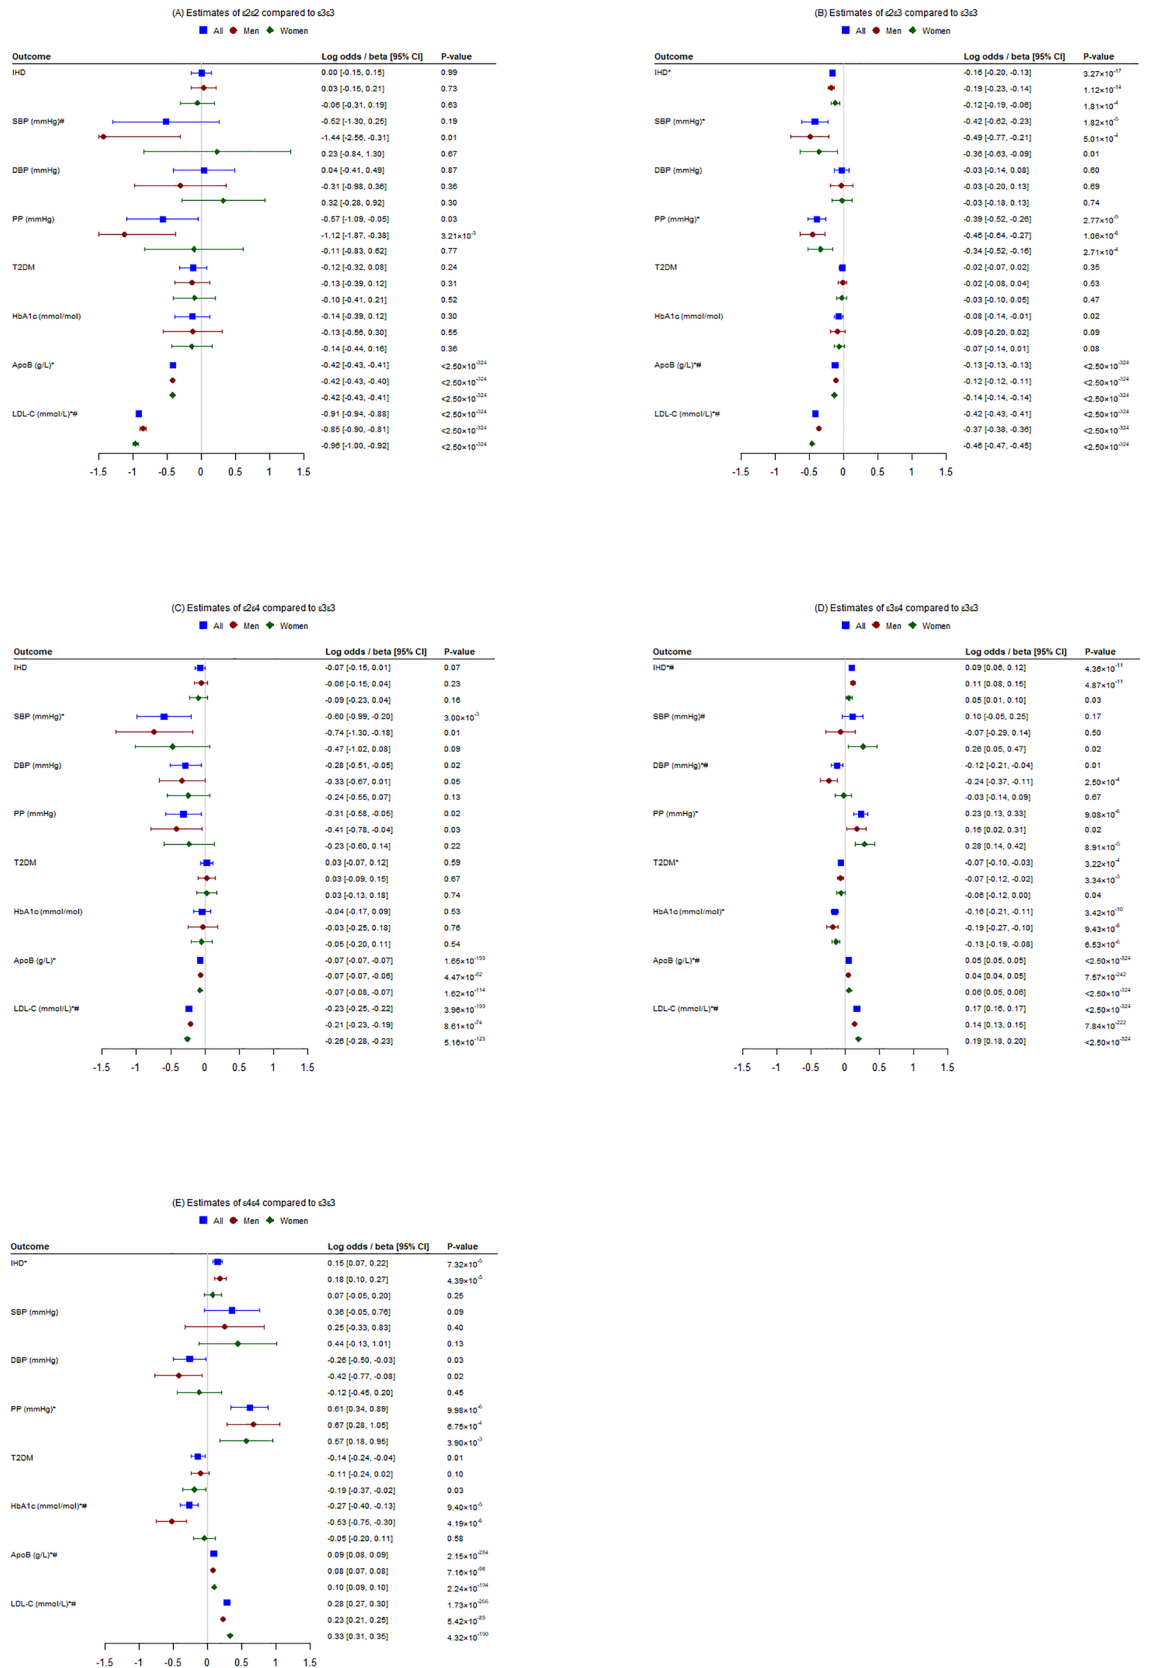 (A) Estimates of ε2ε2 compared to ε3ε3
All Men Women
Outcome Log odds / beta [95% CI] P-value
IHD 0.00 [-0.15, 0.15] 0.99
0.03 [-0.15, 0.21] 0.73
-0.06 [-0.31, 0.19] 0.63
SBP (mmHg)# -0.52 [-1.30, 0.25] 0.19
-1.44 [-2.56, -0.31] 0.01
0.23 [-0.84, 1.30] 0.67
DBP (mmHg) 0.04 [-0.41, 0.49] 0.87
-0.31 [-0.98, 0.36] 0.36
0.32 [-0.28, 0.92] 0.30
PP (mmHg) -0.57 [-1.09, -0.05] 0.03
-1.12 [-1.87, -0.38] 3.21×10⁻³
-0.11 [-0.83, 0.62] 0.77
T2DM -0.12 [-0.32, 0.08] 0.24
-0.13 [-0.39, 0.12] 0.31
-0.10 [-0.41, 0.21] 0.52
HbA1c (mmol/mol) -0.14 [-0.39, 0.12] 0.30
-0.13 [-0.56, 0.30] 0.55
-0.14 [-0.44, 0.16] 0.36
ApoB (g/L)* -0.42 [-0.43, -0.41] <2.50×10⁻³²⁴
-0.42 [-0.43, -0.40] <2.50×10⁻³²⁴
-0.42 [-0.43, -0.41] <2.50×10⁻³²⁴
LDL-C (mmol/L)*# -0.91 [-0.94, -0.88] <2.50×10⁻³²⁴
-0.85 [-0.90, -0.81] <2.50×10⁻³²⁴
-0.96 [-1.00, -0.92] <2.50×10⁻³²⁴
-1.5 -1 -0.5 0 0.5 1 1.5
(B) Estimates of ε2ε3 compared to ε3ε3
All Men Women
Outcome Log odds / beta [95% CI] P-value
IHD* -0.16 [-0.20, -0.13] 3.27×10⁻¹⁷
-0.19 [-0.23, -0.14] 1.12×10⁻¹⁴
-0.12 [-0.19, -0.06] 1.81×10⁻⁴
SBP (mmHg)* -0.42 [-0.62, -0.23] 1.82×10⁻⁵
-0.49 [-0.77, -0.21] 5.01×10⁻⁴
-0.36 [-0.63, -0.09] 0.01
DBP (mmHg) -0.03 [-0.14, 0.08] 0.60
-0.03 [-0.20, 0.13] 0.69
-0.03 [-0.18, 0.13] 0.74
PP (mmHg)* -0.39 [-0.52, -0.26] 2.77×10⁻⁹
-0.46 [-0.64, -0.27] 1.06×10⁻⁶
-0.34 [-0.52, -0.16] 2.71×10⁻⁴
T2DM -0.02 [-0.07, 0.02] 0.35
-0.02 [-0.08, 0.04] 0.53
-0.03 [-0.10, 0.05] 0.47
HbA1c (mmol/mol) -0.08 [-0.14, -0.01] 0.02
-0.09 [-0.20, 0.02] 0.09
-0.07 [-0.14, 0.01] 0.08
ApoB (g/L)*# -0.13 [-0.13, -0.13] <2.50×10⁻³²⁴
-0.12 [-0.12, -0.11] <2.50×10⁻³²⁴
-0.14 [-0.14, -0.14] <2.50×10⁻³²⁴
LDL-C (mmol/L)*# -0.42 [-0.43, -0.41] <2.50×10⁻³²⁴
-0.37 [-0.38, -0.36] <2.50×10⁻³²⁴
-0.46 [-0.47, -0.45] <2.50×10⁻³²⁴
-1.5 -1 -0.5 0 0.5 1 1.5
(C) Estimates of ε2ε4 compared to ε3ε3
All Men Women
Outcome Log odds / beta [95% CI] P-value
IHD -0.07 [-0.15, 0.01] 0.07
-0.06 [-0.15, 0.04] 0.23
-0.09 [-0.23, 0.04] 0.16
SBP (mmHg)* -0.60 [-0.99, -0.20] 3.00×10⁻³
-0.74 [-1.30, -0.18] 0.01
-0.47 [-1.02, 0.08] 0.09
DBP (mmHg) -0.28 [-0.51, -0.05] 0.02
-0.33 [-0.67, 0.01] 0.05
-0.24 [-0.55, 0.07] 0.13
PP (mmHg) -0.31 [-0.58, -0.05] 0.02
-0.41 [-0.78, -0.04] 0.03
-0.23 [-0.60, 0.14] 0.22
T2DM 0.03 [-0.07, 0.12] 0.59
0.03 [-0.09, 0.15] 0.67
0.03 [-0.13, 0.18] 0.74
HbA1c (mmol/mol) -0.04 [-0.17, 0.09] 0.53
-0.03 [-0.25, 0.18] 0.76
-0.05 [-0.20, 0.11] 0.54
ApoB (g/L)* -0.07 [-0.07, -0.07] 1.65×10⁻¹⁹³
-0.07 [-0.07, -0.06] 4.47×10⁻⁸²
-0.07 [-0.08, -0.07] 1.62×10⁻¹¹⁴
LDL-C (mmol/L)*# -0.23 [-0.25, -0.22] 3.96×10⁻¹⁹³
-0.21 [-0.23, -0.19] 8.61×10⁻⁷⁴
-0.26 [-0.28, -0.23] 5.16×10⁻¹²³
-1.5 -1 -0.5 0 0.5 1 1.5
(D) Estimates of ε3ε4 compared to ε3ε3
All Men Women
Outcome Log odds / beta [95% CI] P-value
IHD*# 0.09 [0.06, 0.12] 4.36×10⁻¹¹
0.11 [0.08, 0.15] 4.87×10⁻¹¹
0.05 [0.01, 0.10] 0.03
SBP (mmHg)# 0.10 [-0.05, 0.25] 0.17
-0.07 [-0.29, 0.14] 0.50
0.26 [0.05, 0.47] 0.02
DBP (mmHg)*# -0.12 [-0.21, -0.04] 0.01
-0.24 [-0.37, -0.11] 2.50×10⁻⁴
-0.03 [-0.14, 0.09] 0.67
PP (mmHg)* 0.23 [0.13, 0.33] 9.08×10⁻⁶
0.16 [0.02, 0.31] 0.02
0.28 [0.14, 0.42] 8.91×10⁻⁵
T2DM* -0.07 [-0.10, -0.03] 3.22×10⁻⁴
-0.07 [-0.12, -0.02] 3.34×10⁻³
-0.06 [-0.12, 0.00] 0.04
HbA1c (mmol/mol)* -0.16 [-0.21, -0.11] 3.42×10⁻¹⁰
-0.19 [-0.27, -0.10] 9.43×10⁻⁶
-0.13 [-0.19, -0.08] 6.53×10⁻⁶
ApoB (g/L)*# 0.05 [0.05, 0.05] <2.50×10⁻³²⁴
0.04 [0.04, 0.05] 7.57×10⁻²⁴²
0.06 [0.05, 0.06] <2.50×10⁻³²⁴
LDL-C (mmol/L)*# 0.17 [0.16, 0.17] <2.50×10⁻³²⁴
0.14 [0.13, 0.15] 7.84×10⁻²²²
0.19 [0.18, 0.20] <2.50×10⁻³²⁴
-1.5 -1 -0.5 0 0.5 1 1.5
(E) Estimates of ε4ε4 compared to ε3ε3
All Men Women
Outcome Log odds / beta [95% CI] P-value
IHD* 0.15 [0.07, 0.22] 7.32×10⁻⁵
0.18 [0.10, 0.27] 4.39×10⁻⁵
0.07 [-0.05, 0.20] 0.25
SBP (mmHg) 0.36 [-0.05, 0.76] 0.09
0.25 [-0.33, 0.83] 0.40
0.44 [-0.13, 1.01] 0.13
DBP (mmHg) -0.26 [-0.50, -0.03] 0.03
-0.42 [-0.77, -0.08] 0.02
-0.12 [-0.45, 0.20] 0.45
PP (mmHg)* 0.61 [0.34, 0.89] 9.98×10⁻⁶
0.67 [0.28, 1.05] 6.75×10⁻⁴
0.57 [0.18, 0.95] 3.90×10⁻³
T2DM -0.14 [-0.24, -0.04] 0.01
-0.11 [-0.24, 0.02] 0.10
-0.19 [-0.37, -0.02] 0.03
HbA1c (mmol/mol)*# -0.27 [-0.40, -0.13] 9.40×10⁻⁵
-0.53 [-0.75, -0.30] 4.19×10⁻⁶
-0.05 [-0.20, 0.11] 0.58
ApoB (g/L)*# 0.09 [0.08, 0.09] 2.15×10⁻²⁸⁴
0.08 [0.07, 0.08] 7.16×10⁻⁹⁸
0.10 [0.09, 0.10] 2.24×10⁻¹⁹⁴
LDL-C (mmol/L)*# 0.28 [0.27, 0.30] 1.73×10⁻²⁶⁶
0.23 [0.21, 0.25] 5.42×10⁻⁸⁵
0.33 [0.31, 0.35] 4.32×10⁻¹⁹⁰
-1.5 -1 -0.5 0 0.5 1 1.5